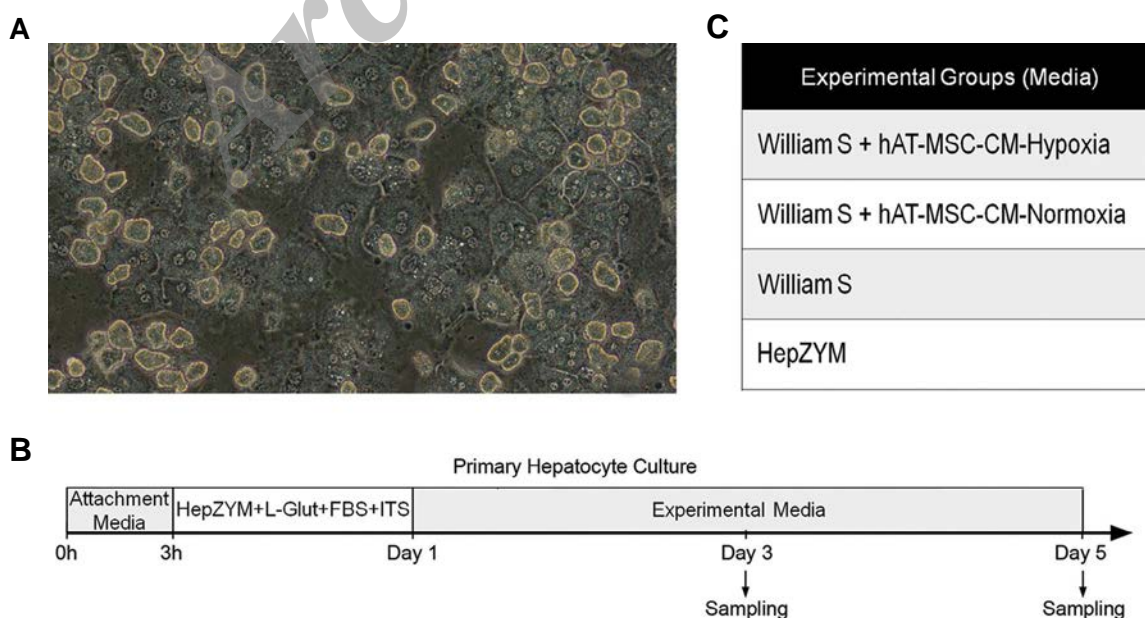 A
Arc
C
Experimental Groups (Media)
William S + hAT-MSC-CM-Hypoxia
William S + hAT-MSC-CM-Normoxia
William S
HepZYM
B
Primary Hepatocyte Culture
Attachment
Media
HepZYM+L-Glut+FBS+ITS
Experimental Media
0h
3h
Day 1
Day 3
Day 5
Sampling
Sampling